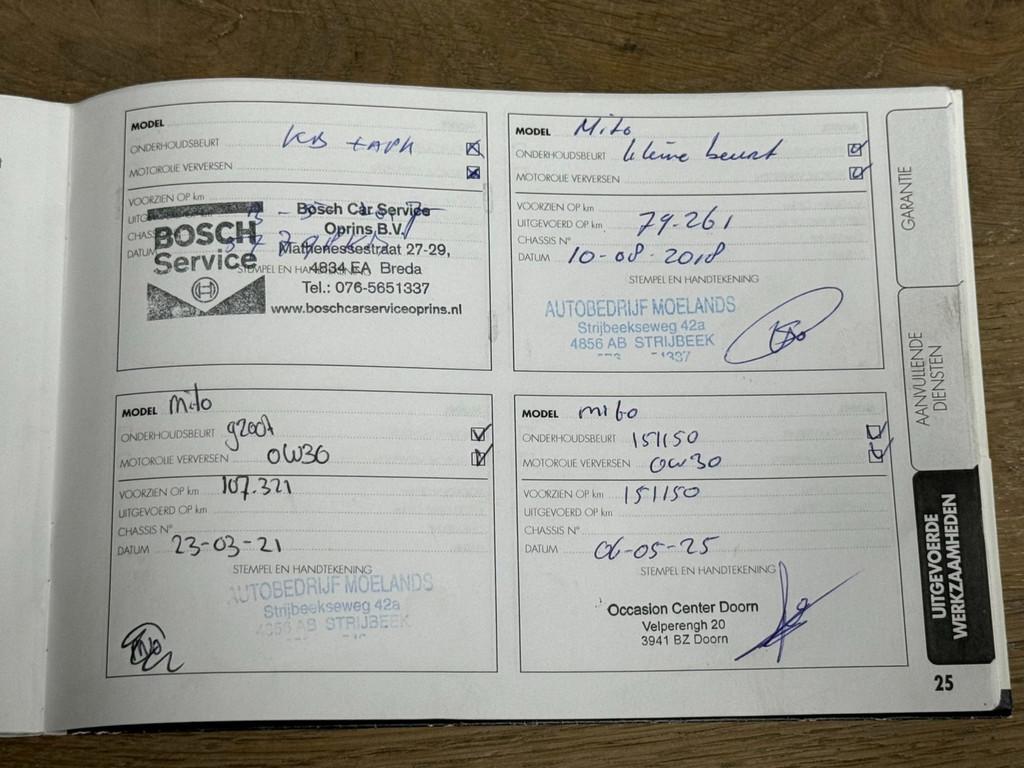 MODEL
ONDERHOUDSBEURT KB + APK
MOTOROLIE VERVERSEN
VOORZIEN OP km
DATUM
BOSCH
Service
Bosch Car Service
Oprins B.V.
Mathenessestraat 27-29,
4834 EA Breda
Tel.: 076-5651337
www.boschcarserviceoprins.nl
MODEL Mito
ONDERHOUDSBEURT kleine beurt
MOTOROLIE VERVERSEN
VOORZIEN OP km
UITGEVOERD OP km 79.261
CHASSIS N°
DATUM 10-08-2018
STEMPEL EN HANDTEKENING
AUTOBEDRIJF MOELANDS
Strijbeekseweg 42a
4856 AB STRIJBEEK
MODEL Mito
ONDERHOUDSBEURT groot
MOTOROLIE VERVERSEN 0W30
VOORZIEN OP km 107.321
UITGEVOERD OP km
CHASSIS N°
DATUM 23-03-21
STEMPEL EN HANDTEKENING
AUTOBEDRIJF MOELANDS
Strijbeekseweg 42a
4856 AB STRIJBEEK
MODEL mito
ONDERHOUDSBEURT 151150
MOTOROLIE VERVERSEN 0W30
VOORZIEN OP km 151150
UITGEVOERD OP km
CHASSIS N°
DATUM 06-05-25
STEMPEL EN HANDTEKENING
Occasion Center Doorn
Velperengh 20
3941 BZ Doorn
GARANTIE
AANVULLENDE
DIENSTEN
UITGEVOERDE
WERKZAAMHEDEN
25